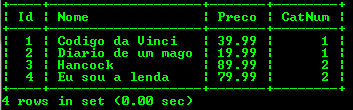 Id | Nome | Preco | CatNum
1 | Codigo da Vinci | 39.99 | 1
2 | Diario de um mago | 19.99 | 1
3 | Hancock | 89.99 | 2
4 | Eu sou a lenda | 79.99 | 2
4 rows in set (0.00 sec)